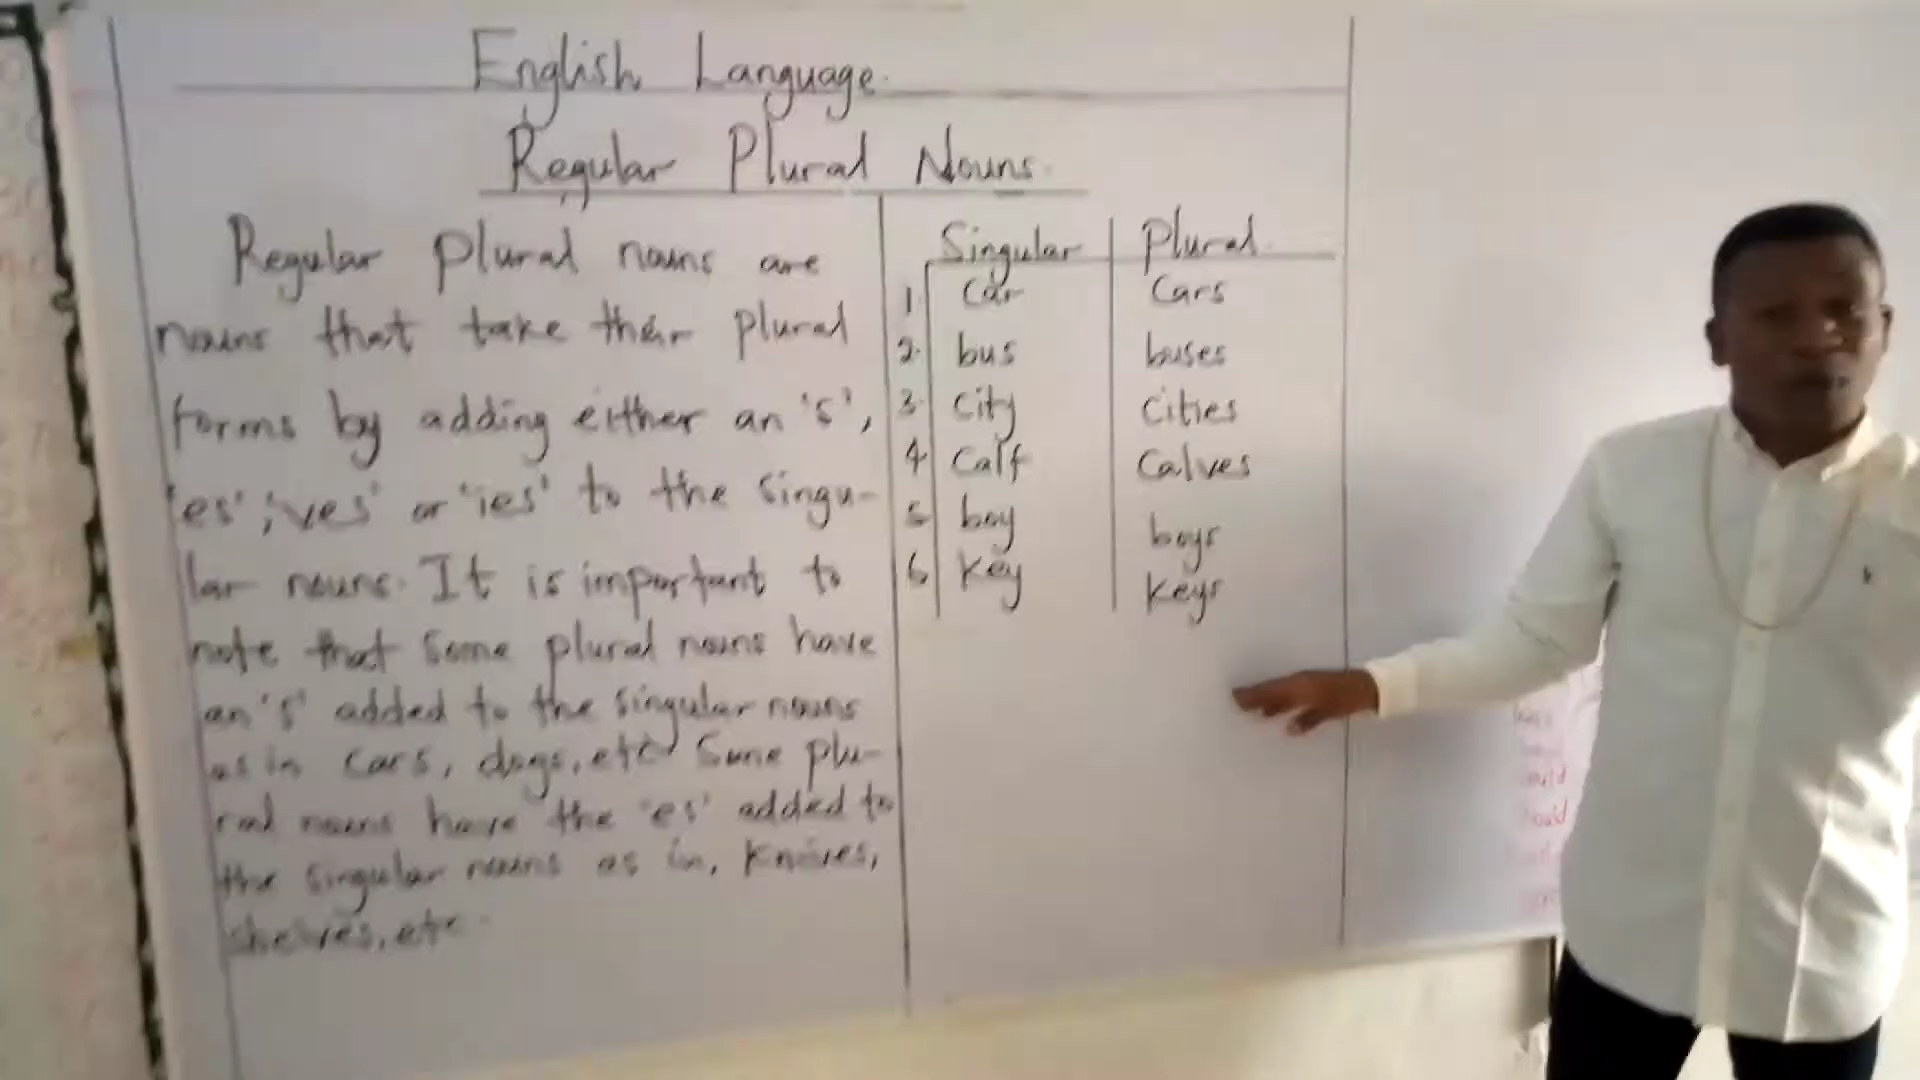 English Language.
Regular Plural Nouns.
Regular plural nouns are
nouns that take their plural
forms by adding either an 's',
'es', 'ves' or 'ies' to the singu-
lar nouns. It is important to
note that some plural nouns have
an 's' added to the singular nouns
as in cars, dogs, etc. Some plu-
ral nouns have the 'es' added to
the singular nouns as in, knives,
shelves, etc.
Singular Plural.
1. Car Cars
2. bus buses
3. City Cities
4. Calf Calves
5. boy boys
6. Key Keys
ould
ould